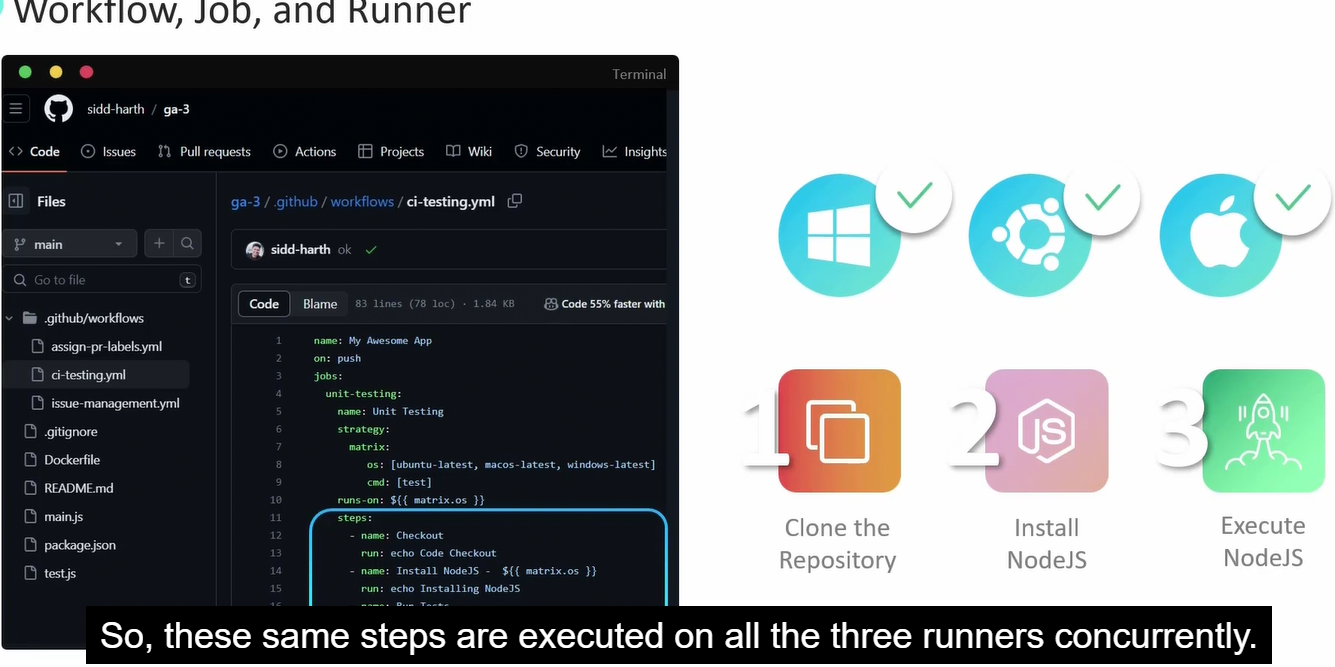 Workflow, Job, and Runner
Terminal
sidd-harth / ga-3
<> Code Issues Pull requests Actions Projects Wiki Security Insights
Files
main
Go to file t
.github/workflows
assign-pr-labels.yml
ci-testing.yml
issue-management.yml
.gitignore
Dockerfile
README.md
main.js
package.json
test.js
ga-3 / .github / workflows / ci-testing.yml
sidd-harth ok
Code Blame 83 lines (78 loc) · 1.84 KB Code 55% faster with
1 name: My Awesome App
2 on: push
3 jobs:
4 unit-testing:
5 name: Unit Testing
6 strategy:
7 matrix:
8 os: [ubuntu-latest, macos-latest, windows-latest]
9 cmd: [test]
10 runs-on: ${{ matrix.os }}
11 steps:
12 - name: Checkout
13 run: echo Code Checkout
14 - name: Install NodeJS - ${{ matrix.os }}
15 run: echo Installing NodeJS
16 - name: Run Tests
1
Clone the
Repository
2
JS
Install
NodeJS
3
Execute
NodeJS
So, these same steps are executed on all the three runners concurrently.